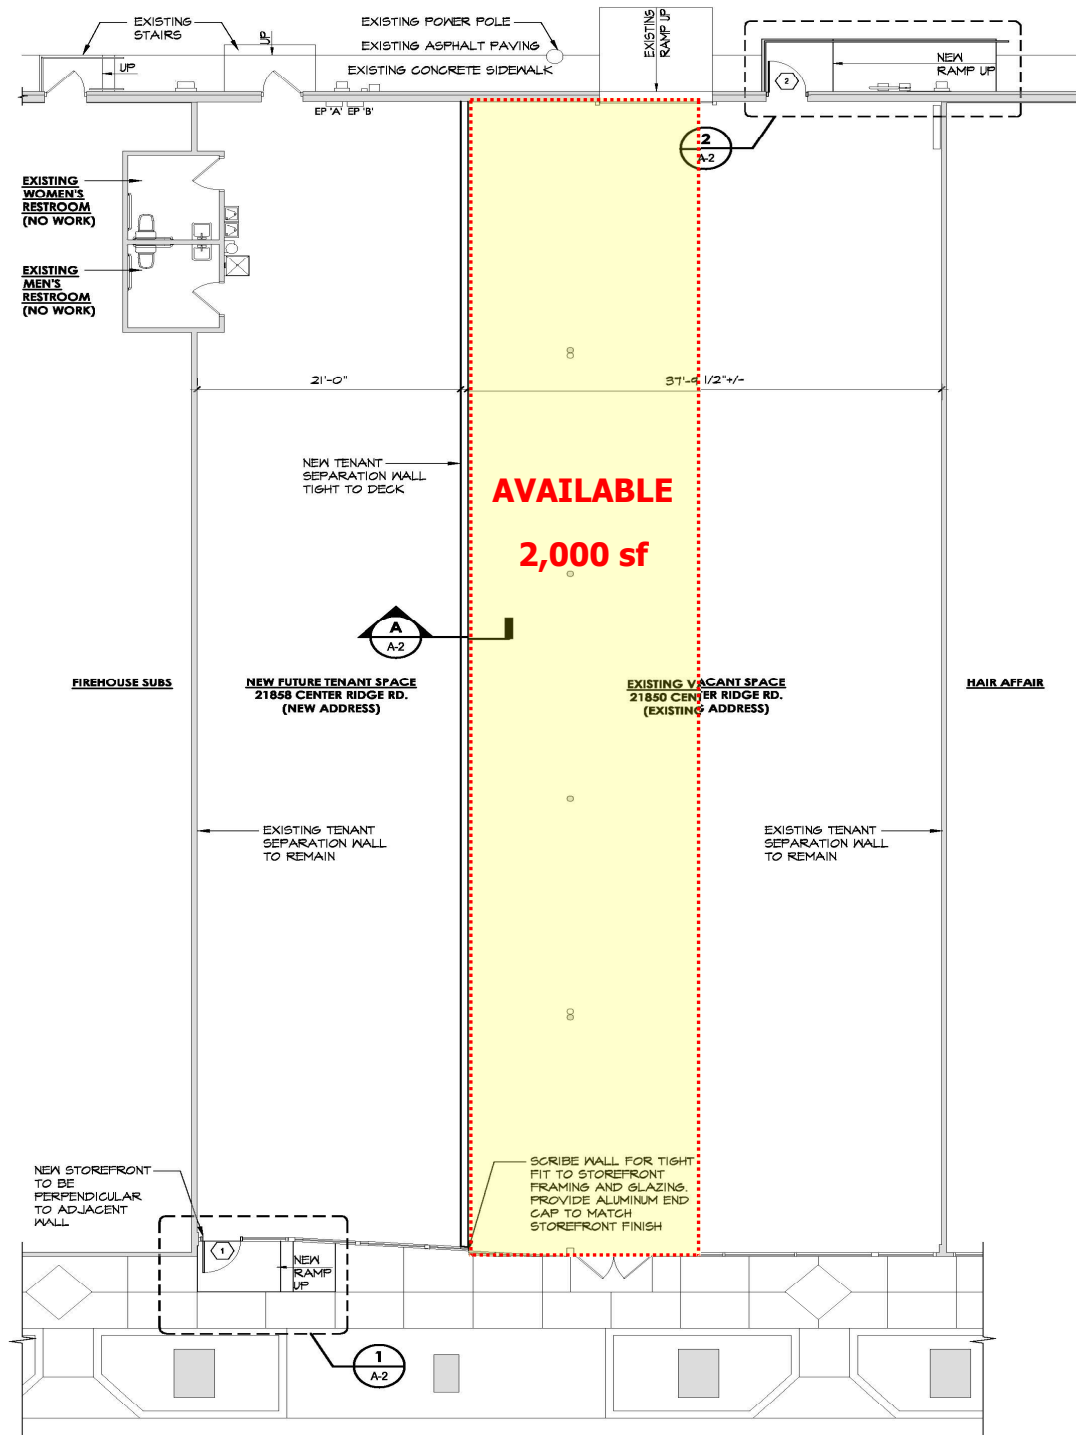 EXISTING
STAIRS
UP
UP
EXISTING POWER POLE
EXISTING ASPHALT PAVING
EXISTING CONCRETE SIDEWALK
EP 'A' EP 'B'
EXISTING
RAMP UP
NEW
RAMP UP
2
2
A-2
EXISTING
WOMEN'S
RESTROOM
(NO WORK)
EXISTING
MEN'S
RESTROOM
(NO WORK)
21'-0"
37'-9 1/2"+/-
NEW TENANT
SEPARATION WALL
TIGHT TO DECK
AVAILABLE
2,000 sf
A
A-2
FIREHOUSE SUBS
NEW FUTURE TENANT SPACE
21858 CENTER RIDGE RD.
(NEW ADDRESS)
EXISTING VACANT SPACE
21850 CENTER RIDGE RD.
(EXISTING ADDRESS)
HAIR AFFAIR
EXISTING TENANT
SEPARATION WALL
TO REMAIN
EXISTING TENANT
SEPARATION WALL
TO REMAIN
NEW STOREFRONT
TO BE
PERPENDICULAR
TO ADJACENT
WALL
SCRIBE WALL FOR TIGHT
FIT TO STOREFRONT
FRAMING AND GLAZING.
PROVIDE ALUMINUM END
CAP TO MATCH
STOREFRONT FINISH
1
NEW
RAMP
UP
1
A-2